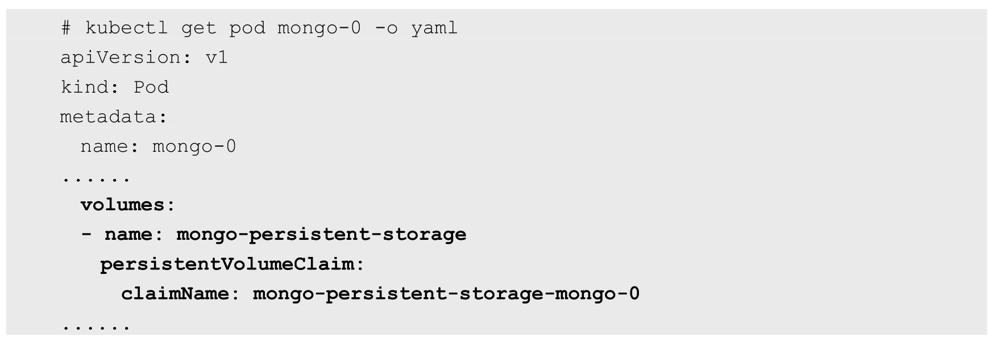 # kubectl get pod mongo-0 -o yaml
apiVersion: v1
kind: Pod
metadata:
  name: mongo-0
......
  volumes:
  - name: mongo-persistent-storage
    persistentVolumeClaim:
      claimName: mongo-persistent-storage-mongo-0
......